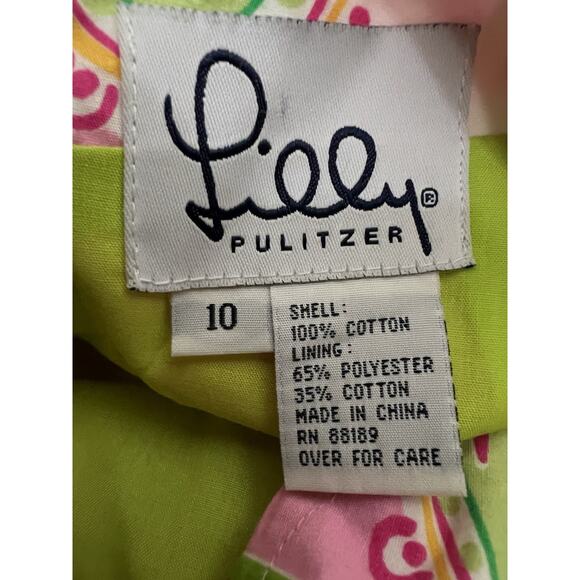 Lilly®
PULITZER
10
SHELL:
100% COTTON
LINING:
65% POLYESTER
35% COTTON
MADE IN CHINA
RN 88189
OVER FOR CARE